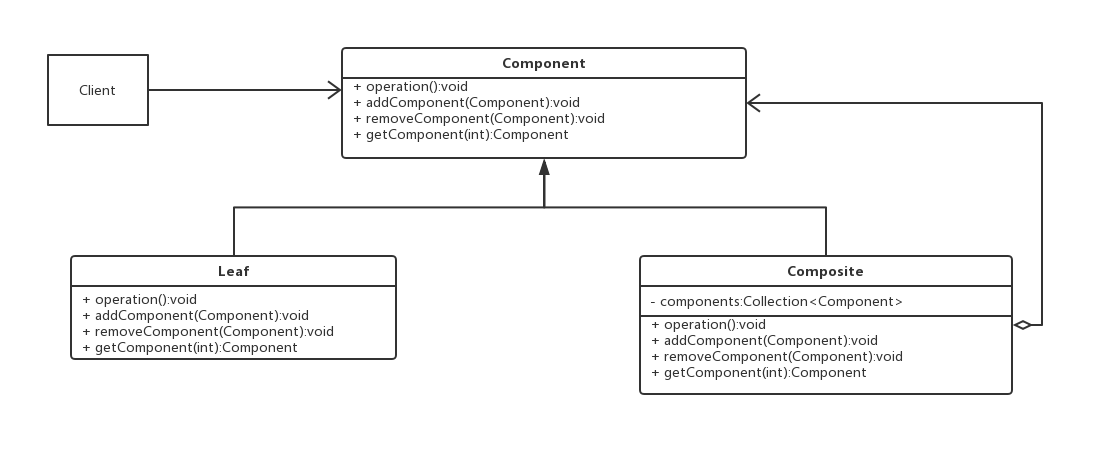 Client
Component
+ operation():void
+ addComponent(Component):void
+ removeComponent(Component):void
+ getComponent(int):Component
Leaf
+ operation():void
+ addComponent(Component):void
+ removeComponent(Component):void
+ getComponent(int):Component
Composite
- components:Collection<Component>
+ operation():void
+ addComponent(Component):void
+ removeComponent(Component):void
+ getComponent(int):Component